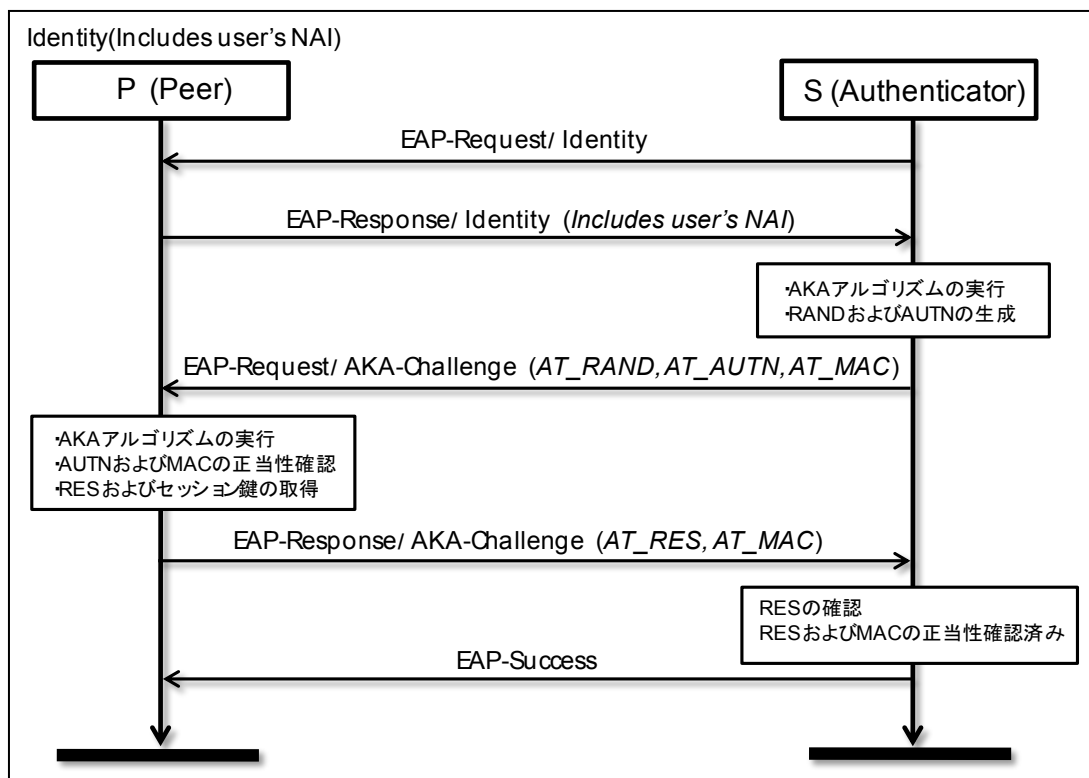 Identity(Includes user's NAI)
P (Peer)
S (Authenticator)
EAP-Request/ Identity
EAP-Response/ Identity (Includes user's NAI)
・AKAアルゴリズムの実行
・RANDおよびAUTNの生成
EAP-Request/ AKA-Challenge (AT_RAND, AT_AUTN, AT_MAC)
・AKAアルゴリズムの実行
・AUTNおよびMACの正当性確認
・RESおよびセッション鍵の取得
EAP-Response/ AKA-Challenge (AT_RES, AT_MAC)
RESの確認
RESおよびMACの正当性確認済み
EAP-Success